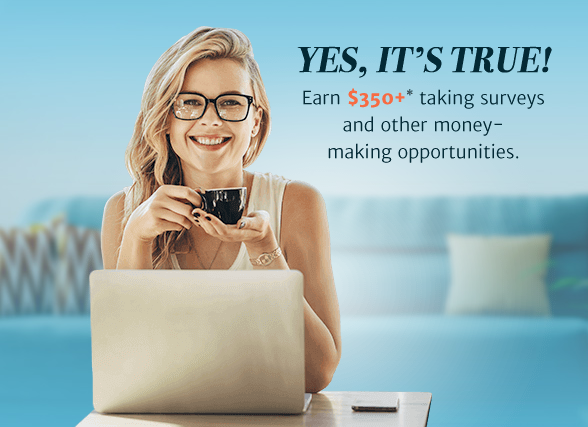 YES, IT'S TRUE!
Earn $350+* taking surveys
and other money-
making opportunities.